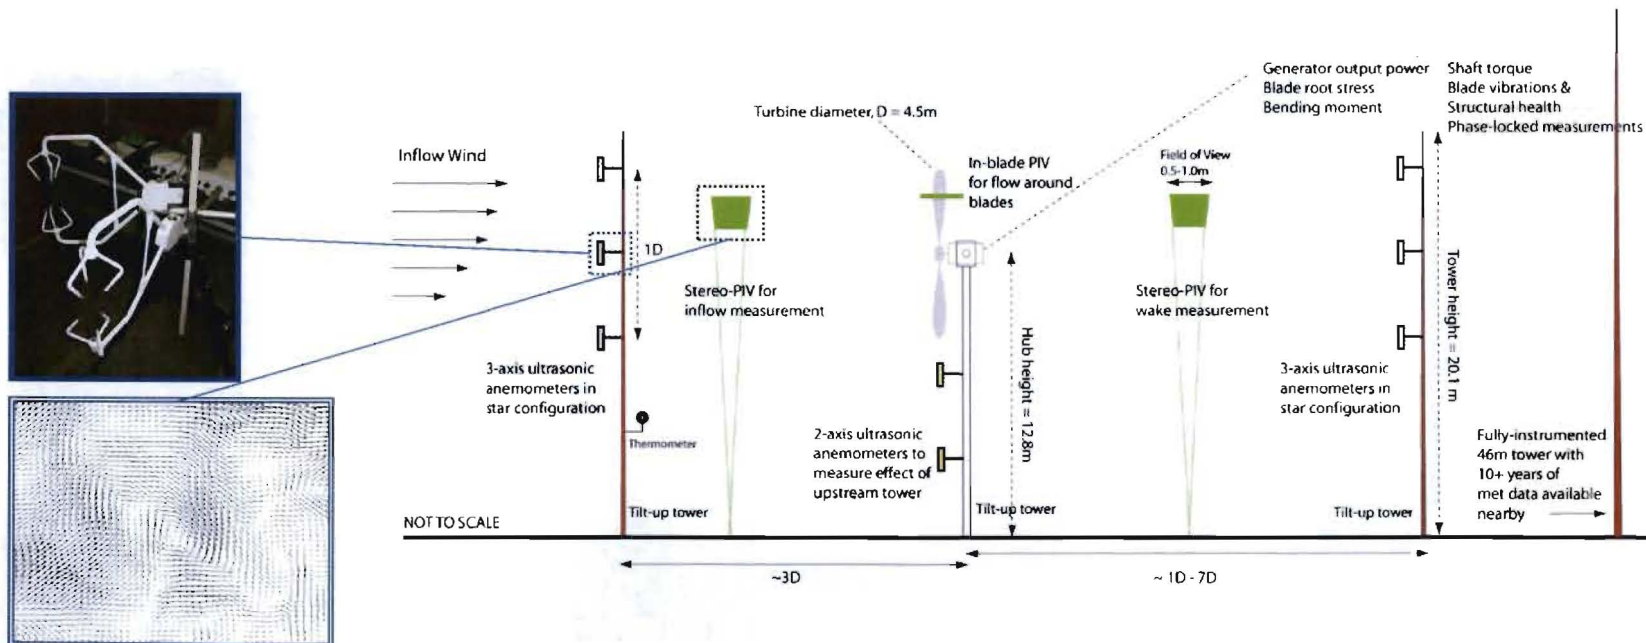 Generator output power
Blade root stress
Bending moment
Shaft torque
Blade vibrations &
Structural health
Phase-locked measurements
Turbine diameter, D = 4.5m
Inflow Wind
In-blade PIV
for flow around
blades
Field of View
0.5-1.0m
1D
Stereo-PIV for
inflow measurement
Stereo-PIV for
wake measurement
Hub height = 12.8m
Tower height = 20.1 m
3-axis ultrasonic
anemometers in
star configuration
3-axis ultrasonic
anemometers in
star configuration
Thermometer
2-axis ultrasonic
anemometers to
measure effect of
upstream tower
Fully-instrumented
46m tower with
10+ years of
met data available
nearby
NOT TO SCALE
Tilt-up tower
Tilt-up tower
Tilt-up tower
~3D
~ 1D - 7D